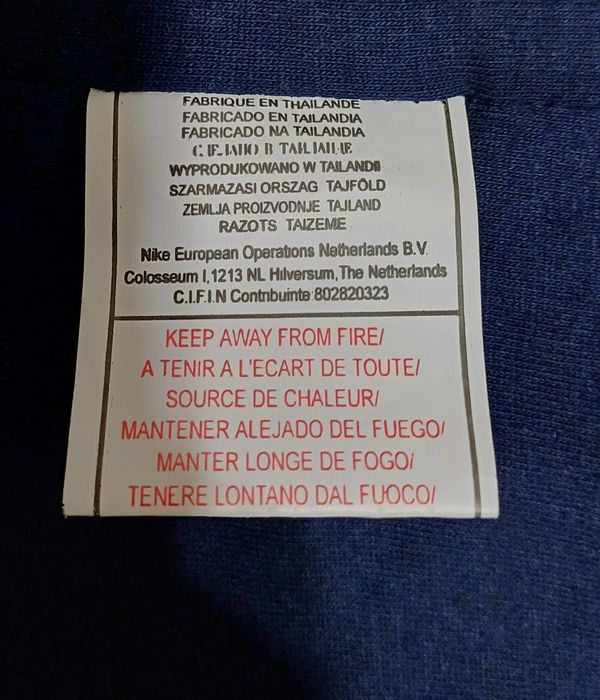 FABRIQUE EN THAILANDE
FABRICADO EN TAILANDIA
FABRICADO NA TAILANDIA
WYPRODUKOWANO W TAILANDII
SZARMAZASI ORSZAG TAJFÖLD
ZEMLJA PROIZVODNJE TAJLAND
RAZOTS TAIZEME
Nike European Operations Netherlands B.V.
Colosseum I,1213 NL Hilversum,The Netherlands
C.I.F.I.N Contribuinte:802820323
KEEP AWAY FROM FIRE/
A TENIR A L'ECART DE TOUTE/
SOURCE DE CHALEUR/
MANTENER ALEJADO DEL FUEGO/
MANTER LONGE DE FOGO/
TENERE LONTANO DAL FUOCO/